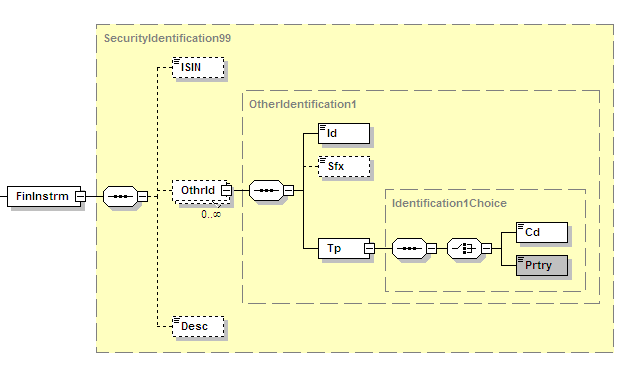 SecurityIdentification99
ISIN
OtherIdentification1
Id
Sfx
FinInstrm
OthrId
0..∞
Identification1Choice
Cd
Tp
Prtry
Desc